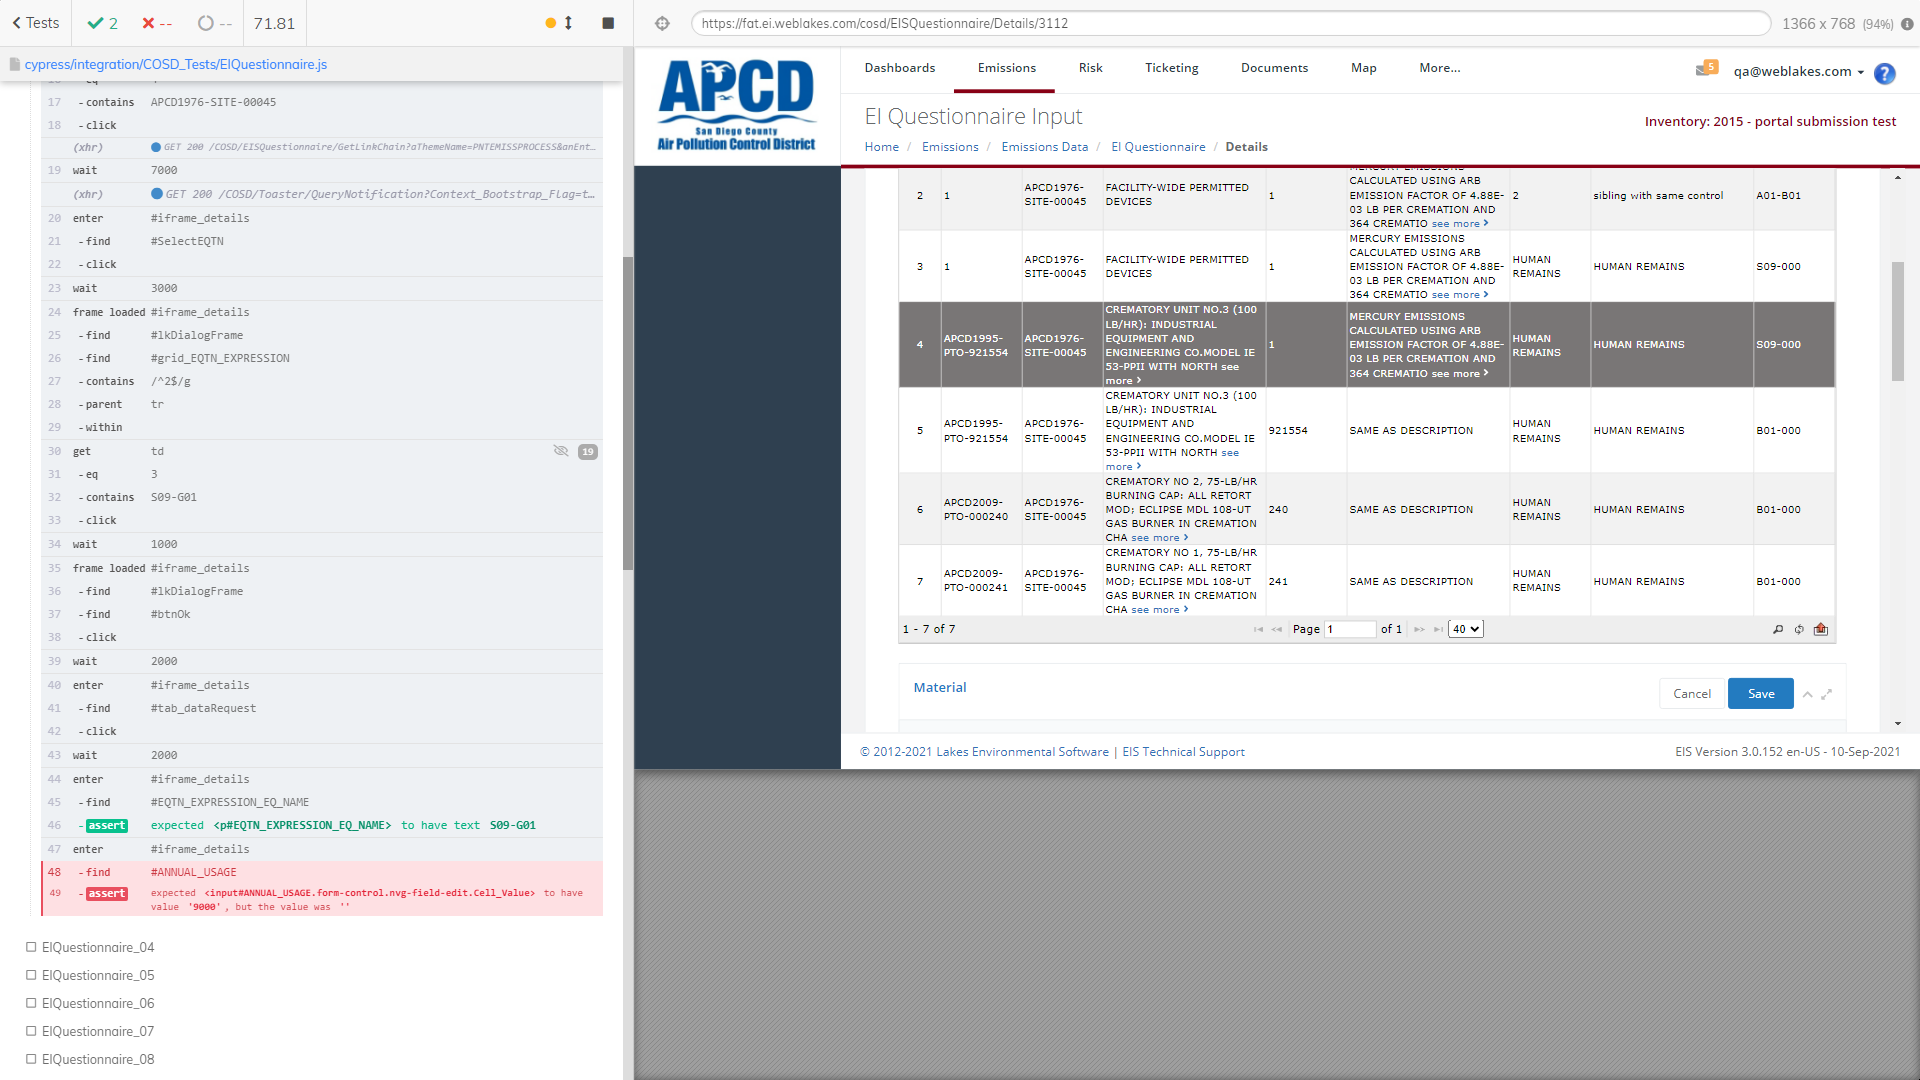 Tests
2
--
--
71.81
cypress/integration/COSD_Tests/EIQuestionnaire.js
17 - contains APCD1976-SITE-00045
18 - click
(xhr) GET 200 /COSD/EISQuestionnaire/GetLinkChain?aThemeName=PNTEMISSPROCESS&anEnt...
19 wait 7000
(xhr) GET 200 /COSD/Toaster/QueryNotification?Context_Bootstrap_Flag=t...
20 enter #iframe_details
21 - find #SelectEQTN
22 - click
23 wait 3000
24 frame loaded #iframe_details
25 - find #lkDialogFrame
26 - find #grid_EQTN_EXPRESSION
27 - contains /^2$/g
28 - parent tr
29 - within
30 get td 19
31 - eq 3
32 - contains S09-G01
33 - click
34 wait 1000
35 frame loaded #iframe_details
36 - find #lkDialogFrame
37 - find #btnOk
38 - click
39 wait 2000
40 enter #iframe_details
41 - find #tab_dataRequest
42 - click
43 wait 2000
44 enter #iframe_details
45 - find #EQTN_EXPRESSION_EQ_NAME
46 - assert expected <p#EQTN_EXPRESSION_EQ_NAME> to have text S09-G01
47 enter #iframe_details
48 - find #ANNUAL_USAGE
49 - assert expected <input#ANNUAL_USAGE.form-control.nvg-field-edit.Cell_Value> to have
value '9000', but the value was ''
EIQuestionnaire_04
EIQuestionnaire_05
EIQuestionnaire_06
EIQuestionnaire_07
EIQuestionnaire_08
https://fat.ei.weblakes.com/cosd/EISQuestionnaire/Details/3112
1366 x 768 (94%)
APCD
San Diego County
Air Pollution Control District
Dashboards Emissions Risk Ticketing Documents Map More...
5
qa@weblakes.com
?
EI Questionnaire Input
Inventory: 2015 - portal submission test
Home / Emissions / Emissions Data / EI Questionnaire / Details
2
1
APCD1976-
SITE-00045
FACILITY-WIDE PERMITTED
DEVICES
1
MERCURY EMISSIONS
CALCULATED USING ARB
EMISSION FACTOR OF 4.88E-
03 LB PER CREMATION AND
364 CREMATIO see more
2
sibling with same control
A01-B01
3
1
APCD1976-
SITE-00045
FACILITY-WIDE PERMITTED
DEVICES
1
MERCURY EMISSIONS
CALCULATED USING ARB
EMISSION FACTOR OF 4.88E-
03 LB PER CREMATION AND
364 CREMATIO see more
HUMAN
REMAINS
HUMAN REMAINS
S09-000
4
APCD1995-
PTO-921554
APCD1976-
SITE-00045
CREMATORY UNIT NO.3 (100
LB/HR): INDUSTRIAL
EQUIPMENT AND
ENGINEERING CO.MODEL IE
53-PPII WITH NORTH see
more
1
MERCURY EMISSIONS
CALCULATED USING ARB
EMISSION FACTOR OF 4.88E-
03 LB PER CREMATION AND
364 CREMATIO see more
HUMAN
REMAINS
HUMAN REMAINS
S09-000
5
APCD1995-
PTO-921554
APCD1976-
SITE-00045
CREMATORY UNIT NO.3 (100
LB/HR): INDUSTRIAL
EQUIPMENT AND
ENGINEERING CO.MODEL IE
53-PPII WITH NORTH see
more
921554
SAME AS DESCRIPTION
HUMAN
REMAINS
HUMAN REMAINS
B01-000
6
APCD2009-
PTO-000240
APCD1976-
SITE-00045
CREMATORY NO 2, 75-LB/HR
BURNING CAP: ALL RETORT
MOD; ECLIPSE MDL 108-UT
GAS BURNER IN CREMATION
CHA see more
240
SAME AS DESCRIPTION
HUMAN
REMAINS
HUMAN REMAINS
B01-000
7
APCD2009-
PTO-000241
APCD1976-
SITE-00045
CREMATORY NO 1, 75-LB/HR
BURNING CAP: ALL RETORT
MOD; ECLIPSE MDL 108-UT
GAS BURNER IN CREMATION
CHA see more
241
SAME AS DESCRIPTION
HUMAN
REMAINS
HUMAN REMAINS
B01-000
1 - 7 of 7
Page 1 of 1 40
Material
Cancel
Save
© 2012-2021 Lakes Environmental Software | EIS Technical Support
EIS Version 3.0.152 en-US - 10-Sep-2021